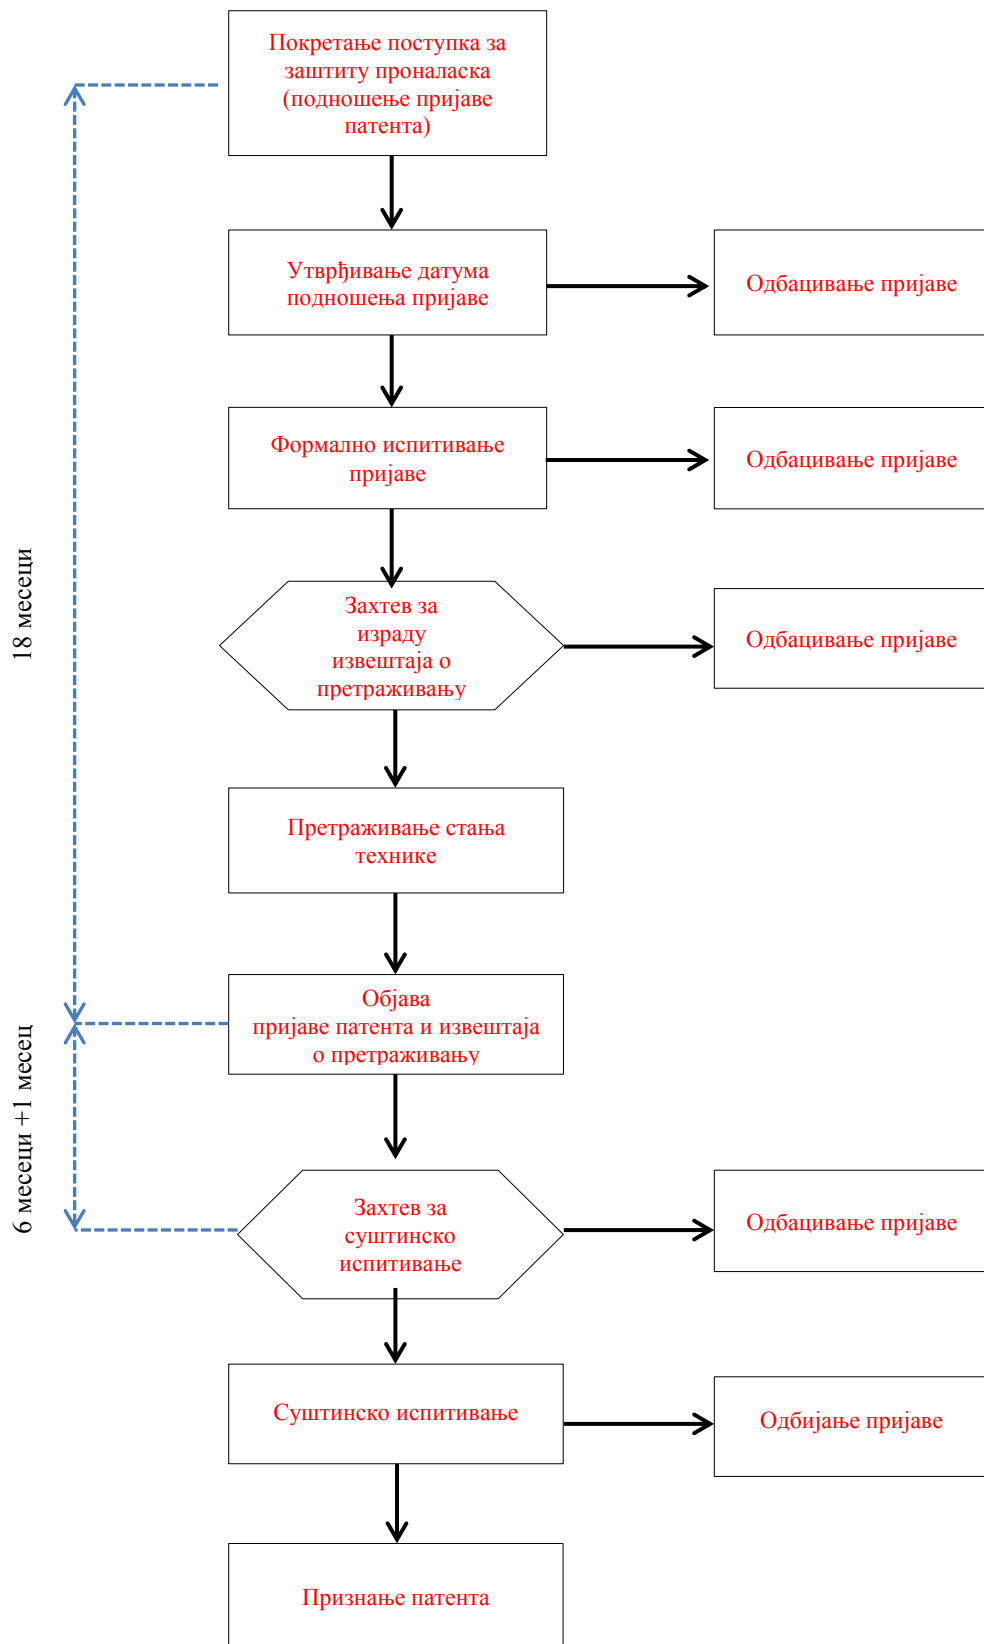 Покретање поступка за
заштиту проналаска
(подношење пријаве
патента)
Утврђивање датума
подношења пријаве
Одбацивање пријаве
Формално испитивање
пријаве
Одбацивање пријаве
18 месеци
Захтев за
израду
извештаја о
претраживању
Одбацивање пријаве
Претраживање стања
технике
Објава
пријаве патента и извештаја
о претраживању
6 месеци +1 месец
Захтев за
суштинско
испитивање
Одбацивање пријаве
Суштинско испитивање
Одбијање пријаве
Признање патента